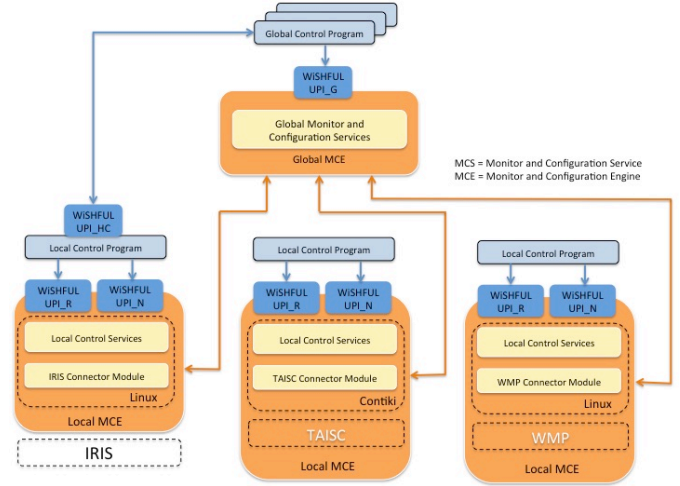 Global Control Program
WiSHFUL
UPI_G
Global Monitor and
Configuration Services
Global MCE
MCS = Monitor and Configuration Service
MCE = Monitor and Configuration Engine
WiSHFUL
UPI_HC
Local Control Program
Local Control Program
Local Control Program
WiSHFUL
UPI_R
WiSHFUL
UPI_N
WiSHFUL
UPI_R
WiSHFUL
UPI_N
WiSHFUL
UPI_R
WiSHFUL
UPI_N
Local Control Services
Local Control Services
Local Control Services
IRIS Connector Module
TAISC Connector Module
WMP Connector Module
Linux
Contiki
Linux
Local MCE
TAISC
WMP
IRIS
Local MCE
Local MCE